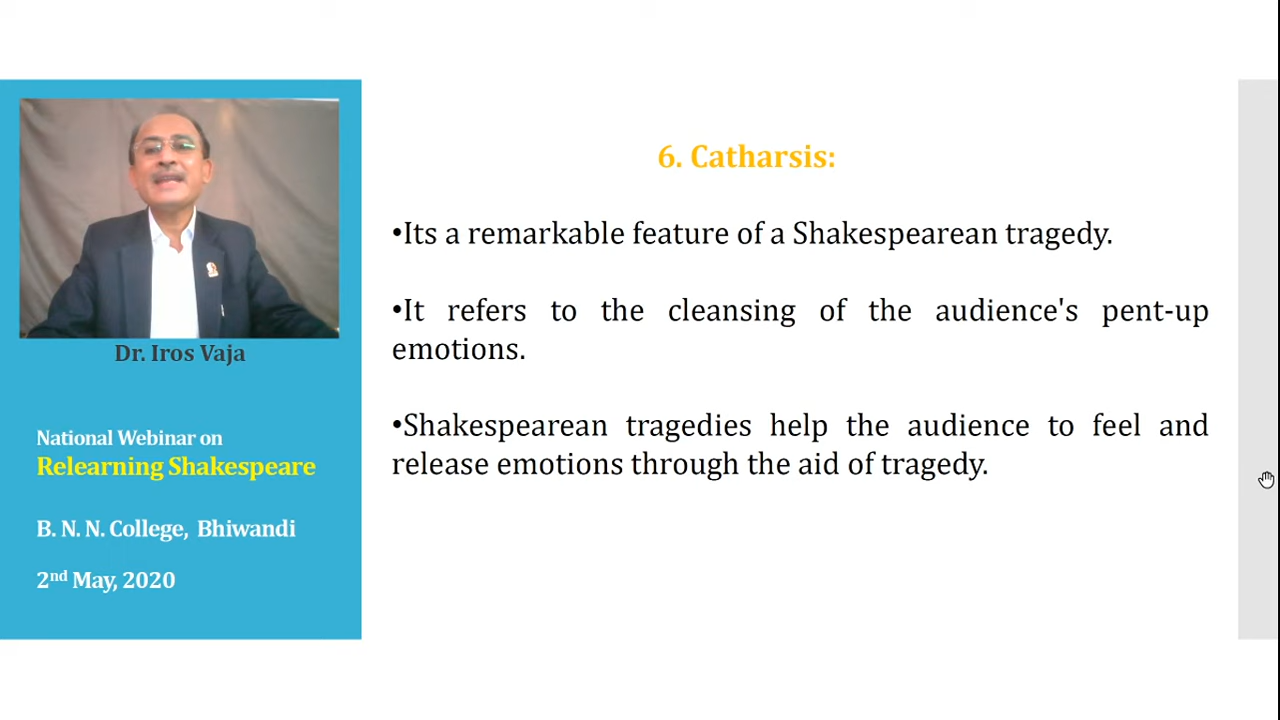 Dr. Iros Vaja
National Webinar on
Relearning Shakespeare
B. N. N. College, Bhiwandi
2nd May, 2020
6. Catharsis:
•Its a remarkable feature of a Shakespearean tragedy.
•It refers to the cleansing of the audience's pent-up
emotions.
•Shakespearean tragedies help the audience to feel and
release emotions through the aid of tragedy.